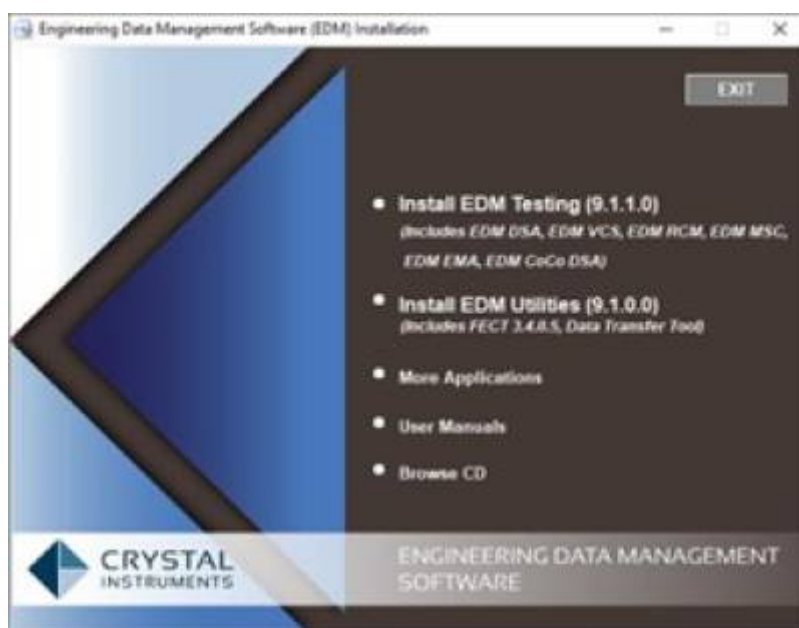 Engineering Data Management Software (EDM) Installation
EXIT
Install EDM Testing (9.1.1.0)
(Includes EDM DSA, EDM VCS, EDM RCM, EDM MSC,
EDM EMA, EDM CoCo DSA)
Install EDM Utilities (9.1.0.0)
(Includes FECT 3.4.0.5, Data Transfer Tool)
More Applications
User Manuals
Browse CD
CRYSTAL
INSTRUMENTS
ENGINEERING DATA MANAGEMENT
SOFTWARE